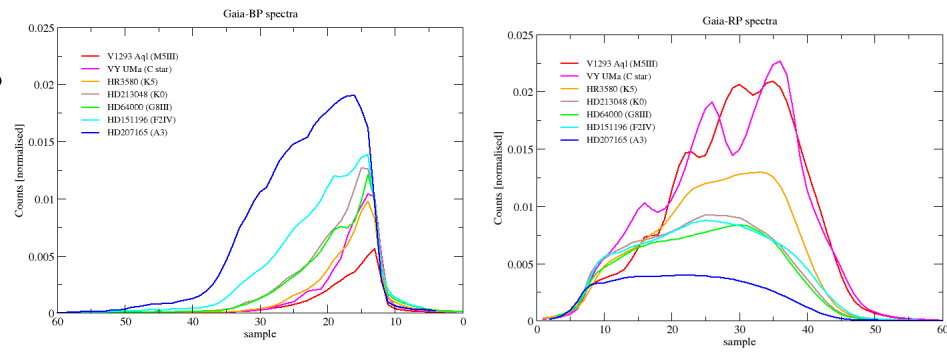 Gaia-BP spectra
0.025
0.02
0.015
0.01
0.005
0
Counts [normalised]
V1293 Aql (M5III)
VY UMa (C star)
HR3580 (K5)
HD213048 (K0)
HD64000 (G8III)
HD151196 (F2IV)
HD207165 (A3)
60 50 40 30 20 10 0
sample
Gaia-RP spectra
0.025
0.02
0.015
0.01
0.005
0
Counts [normalised]
V1293 Aql (M5III)
VY UMa (C star)
HR3580 (K5)
HD213048 (K0)
HD64000 (G8III)
HD151196 (F2IV)
HD207165 (A3)
0 10 20 30 40 50 60
sample